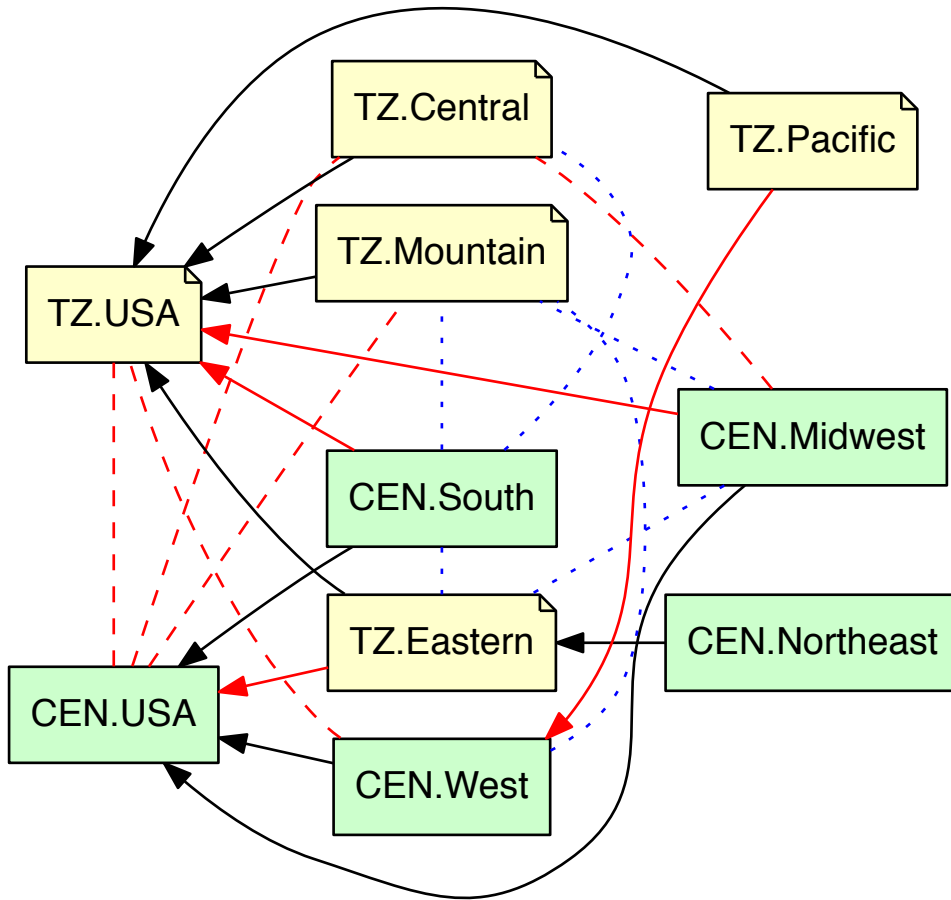 TZ.Central
TZ.Pacific
TZ.Mountain
TZ.USA
CEN.Midwest
CEN.South
TZ.Eastern
CEN.Northeast
CEN.USA
CEN.West